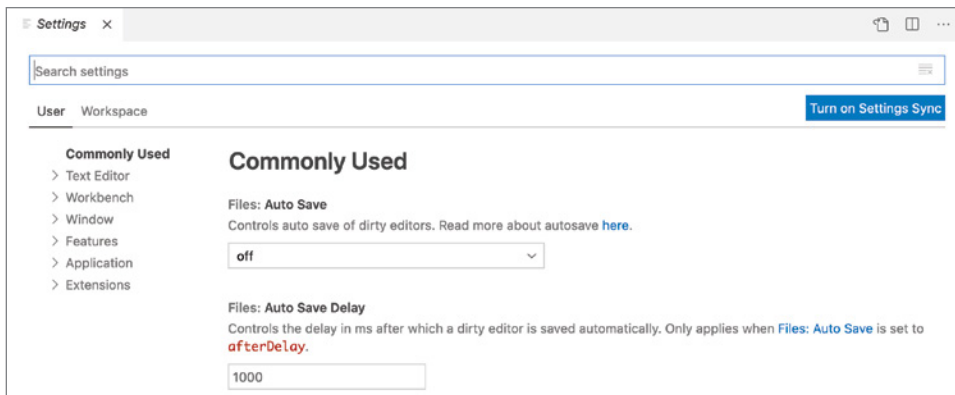 Settings
Search settings
User Workspace
Turn on Settings Sync
Commonly Used
Text Editor
Workbench
Window
Features
Application
Extensions
Commonly Used
Files: Auto Save
Controls auto save of dirty editors. Read more about autosave here.
off
Files: Auto Save Delay
Controls the delay in ms after which a dirty editor is saved automatically. Only applies when Files: Auto Save is set to
afterDelay.
1000